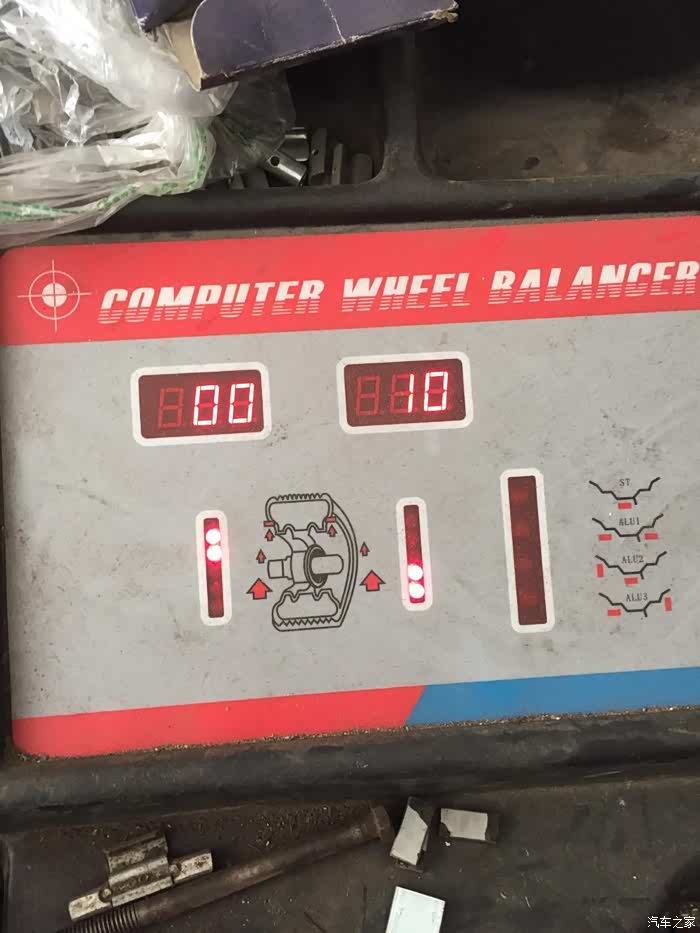 COMPUTER WHEEL BALANCER
00
10
ST
ALU1
ALU2
ALU3
汽车之家